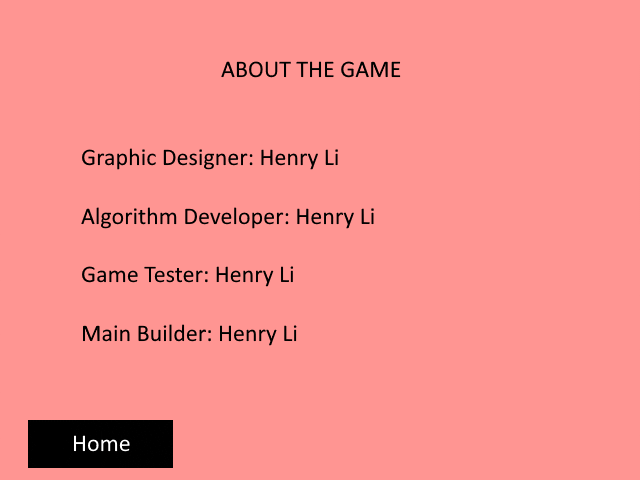 ABOUT THE GAME
Graphic Designer: Henry Li
Algorithm Developer: Henry Li
Game Tester: Henry Li
Main Builder: Henry Li
Home